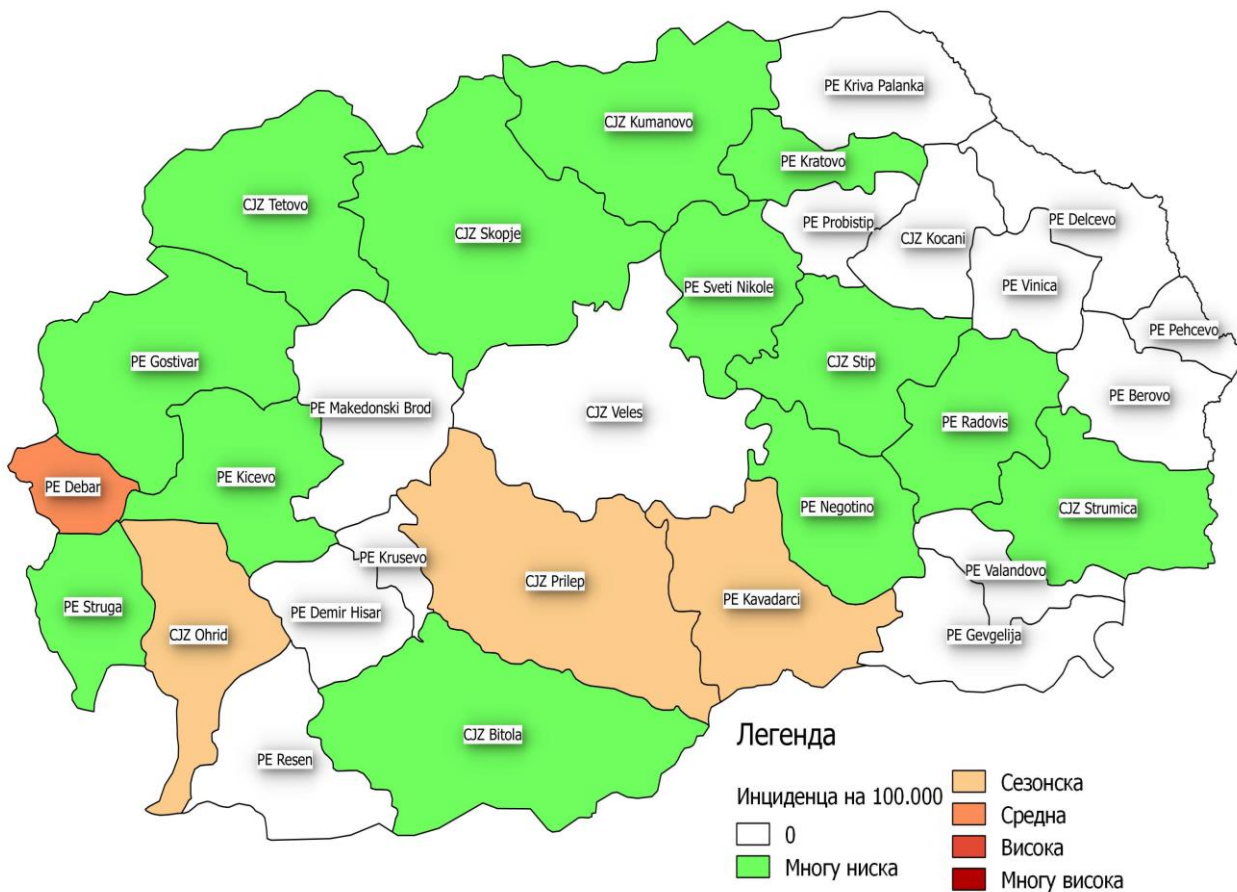 PE Kriva Palanka
CJZ Kumanovo
PE Kratovo
CJZ Tetovo
PE Probistip
PE Delcevo
CJZ Skopje
CJZ Kocani
PE Sveti Nikole
PE Vinica
PE Pehcevo
PE Gostivar
CJZ Stip
PE Berovo
PE Makedonski Brod
CJZ Veles
PE Radovis
PE Debar
PE Kicevo
PE Negotino
CJZ Strumica
PE Krusevo
PE Valandovo
CJZ Prilep
PE Kavadarci
PE Struga
PE Demir Hisar
CJZ Ohrid
PE Gevgelija
CJZ Bitola
PE Resen
Легенда
Инциденца на 100.000
0
Многу ниска
Сезонска
Средна
Висока
Многу висока